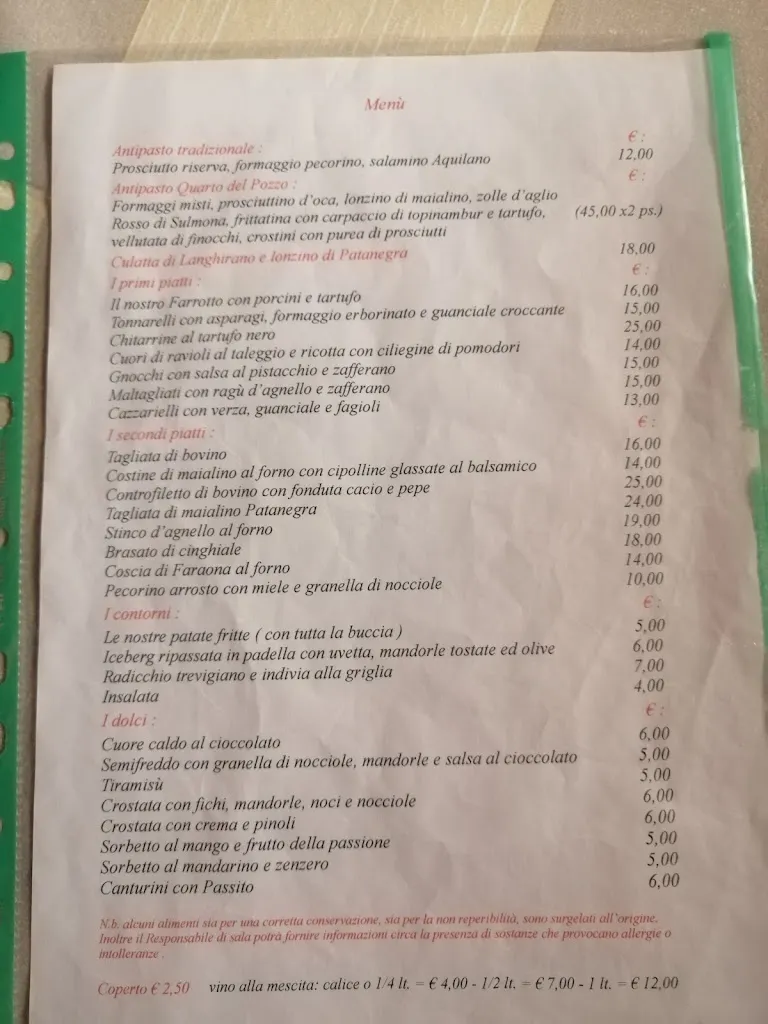 Menù
Antipasto tradizionale : € :
Prosciutto riserva, formaggio pecorino, salamino Aquilano 12,00
Antipasto Quarto del Pozzo : € :
Formaggi misti, prosciuttino d'oca, lonzino di maialino, zolle d'aglio
Rosso di Sulmona, frittatina con carpaccio di topinambur e tartufo, (45,00 x2 ps.)
vellutata di finocchi, crostini con purea di prosciutti
Culatta di Langhirano e lonzino di Patanegra 18,00
I primi piatti : € :
Il nostro Farrotto con porcini e tartufo 16,00
Tonnarelli con asparagi, formaggio erborinato e guanciale croccante 15,00
Chitarrine al tartufo nero 25,00
Cuori di ravioli al taleggio e ricotta con ciliegine di pomodori 14,00
Gnocchi con salsa al pistacchio e zafferano 15,00
Maltagliati con ragù d'agnello e zafferano 15,00
Cazzarielli con verza, guanciale e fagioli 13,00
I secondi piatti : € :
Tagliata di bovino 16,00
Costine di maialino al forno con cipolline glassate al balsamico 14,00
Controfiletto di bovino con fonduta cacio e pepe 25,00
Tagliata di maialino Patanegra 24,00
Stinco d'agnello al forno 19,00
Brasato di cinghiale 18,00
Coscia di Faraona al forno 14,00
Pecorino arrosto con miele e granella di nocciole 10,00
I contorni : € :
Le nostre patate fritte ( con tutta la buccia ) 5,00
Iceberg ripassata in padella con uvetta, mandorle tostate ed olive 6,00
Radicchio trevigiano e indivia alla griglia 7,00
Insalata 4,00
I dolci : € :
Cuore caldo al cioccolato 6,00
Semifreddo con granella di nocciole, mandorle e salsa al cioccolato 5,00
Tiramisù 5,00
Crostata con fichi, mandorle, noci e nocciole 6,00
Crostata con crema e pinoli 6,00
Sorbetto al mango e frutto della passione 5,00
Sorbetto al mandarino e zenzero 5,00
Canturini con Passito 6,00
N.b. alcuni alimenti sia per una corretta conservazione, sia per la non reperibilità, sono surgelati all'origine.
Inoltre il Responsabile di sala potrà fornire informazioni circa la presenza di sostanze che provocano allergie o
intolleranze .
Coperto € 2,50 vino alla mescita: calice o 1/4 lt. = € 4,00 - 1/2 lt. = € 7,00 - 1 lt. = € 12,00